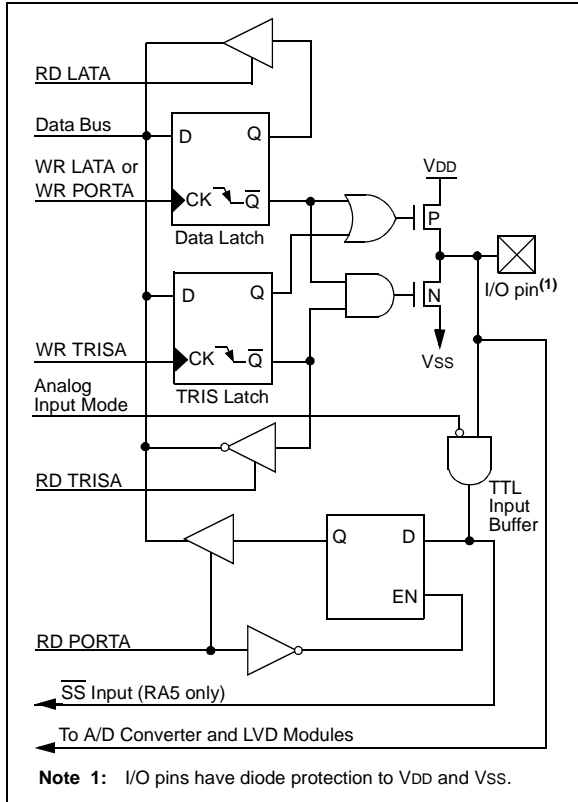 RD LATA
Data Bus
D Q
WR LATA or
WR PORTA
CK Q̅
Data Latch
VDD
P
I/O pin(1)
N
VSS
D Q
WR TRISA
CK Q̅
TRIS Latch
Analog
Input Mode
RD TRISA
TTL
Input
Buffer
Q D
EN
RD PORTA
S̅S̅ Input (RA5 only)
To A/D Converter and LVD Modules
Note 1: I/O pins have diode protection to VDD and VSS.